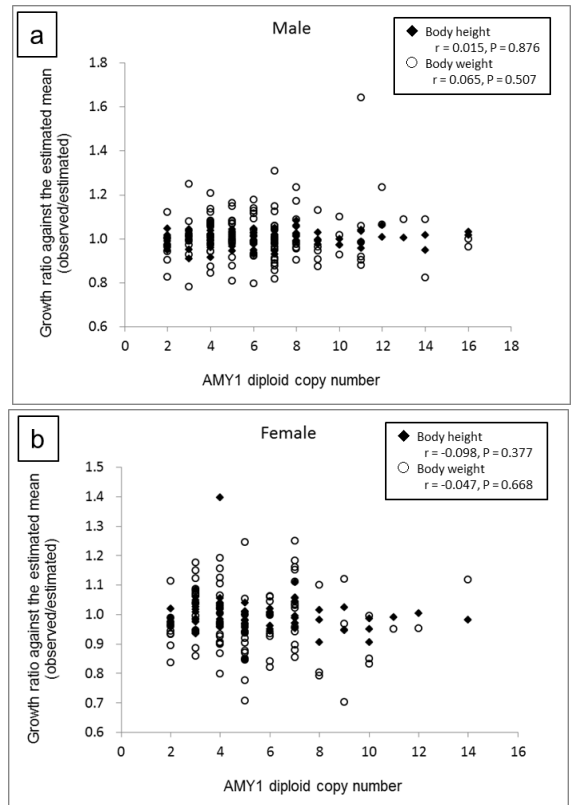 a
Male
Body height
r = 0.015, P = 0.876
Body weight
r = 0.065, P = 0.507
Growth ratio against the estimated mean
(observed/estimated)
1.8
1.6
1.4
1.2
1.0
0.8
0.6
0 2 4 6 8 10 12 14 16 18
AMY1 diploid copy number
b
Female
Body height
r = -0.098, P = 0.377
Body weight
r = -0.047, P = 0.668
Growth ratio against the estimated mean
(observed/estimated)
1.5
1.4
1.3
1.2
1.1
1.0
0.9
0.8
0.7
0.6
0 2 4 6 8 10 12 14 16
AMY1 diploid copy number